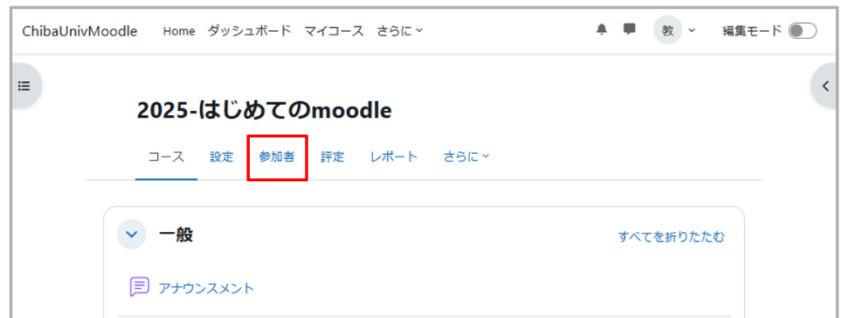 ChibaUnivMoodle Home ダッシュボード マイコース さらに 教 編集モード
2025-はじめてのmoodle
コース 設定 参加者 評定 レポート さらに
一般 すべてを折りたたむ
アナウンスメント